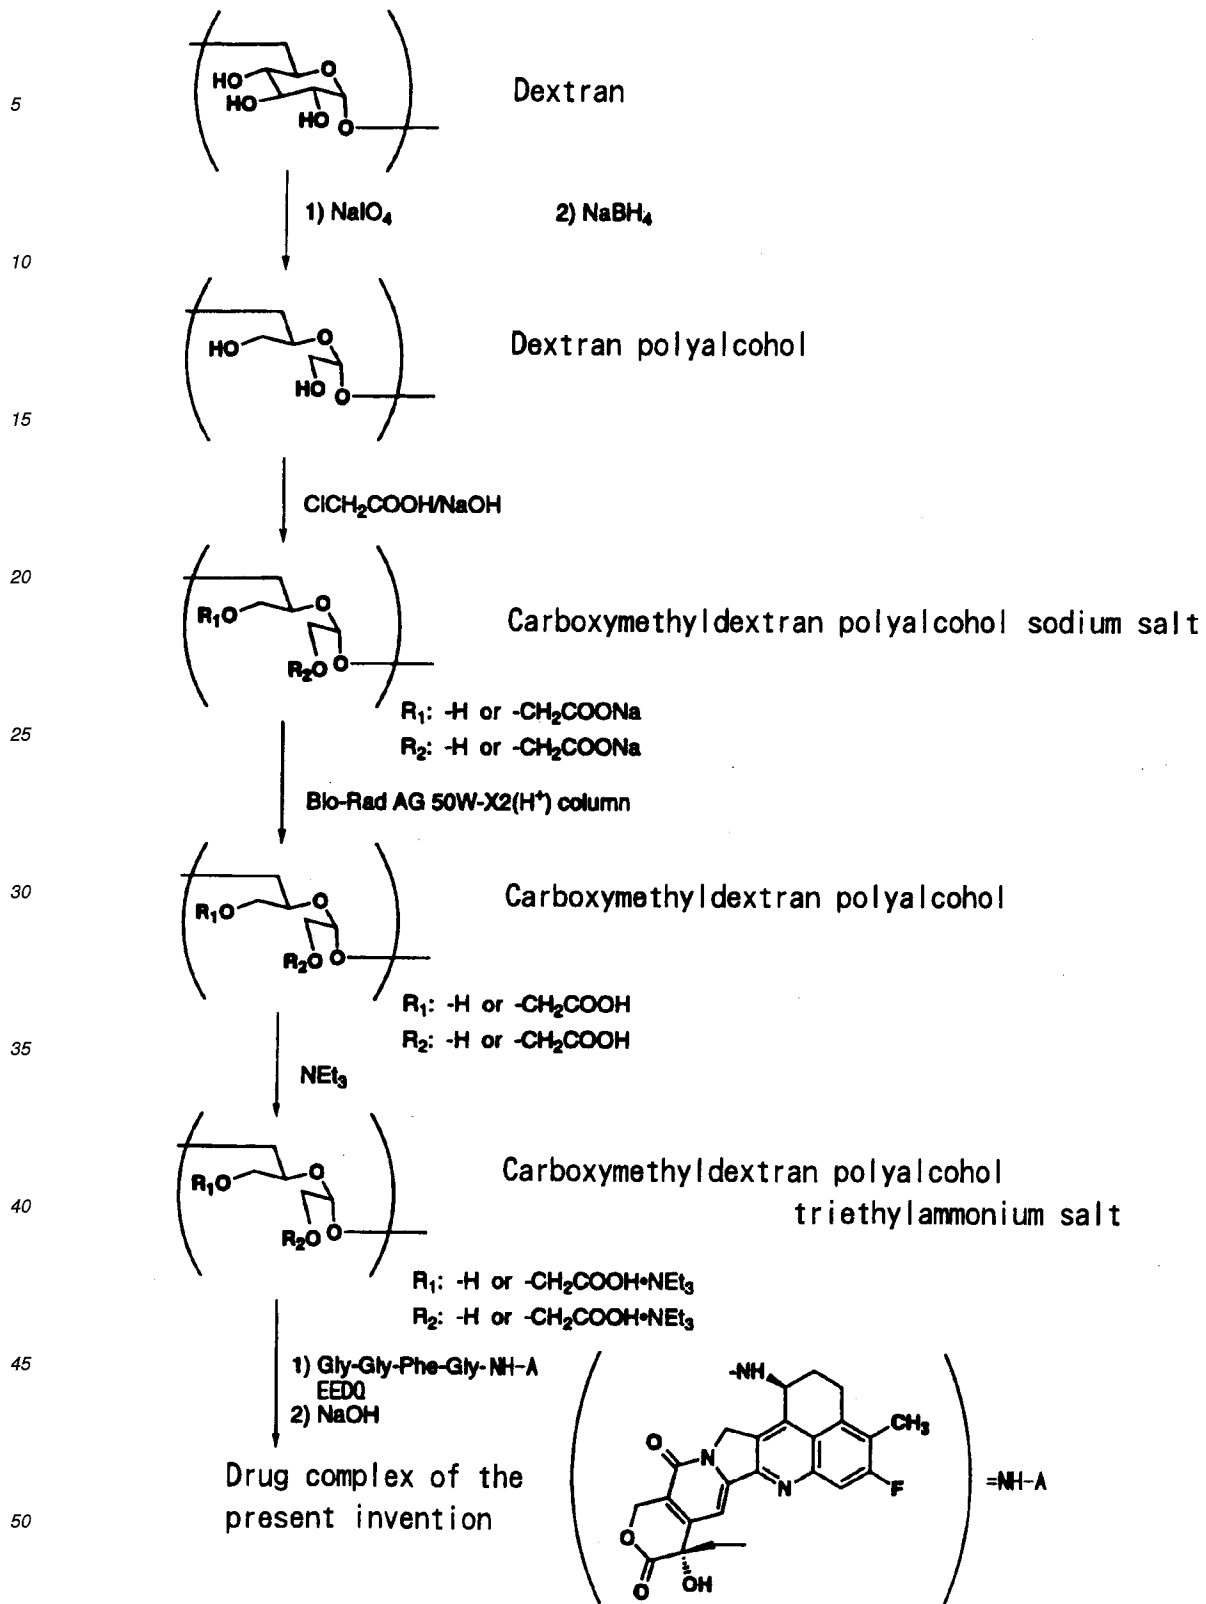 HO
O
5
HO
HO
O
Dextran
1) NaIO4
2) NaBH4
10
HO
O
HO
O
Dextran polyalcohol
15
ClCH2COOH/NaOH
20
R1O
O
R2O
O
Carboxymethyldextran polyalcohol sodium salt
R1: -H or -CH2COONa
25
R2: -H or -CH2COONa
Bio-Rad AG 50W-X2(H+) column
30
R1O
O
R2O
O
Carboxymethyldextran polyalcohol
R1: -H or -CH2COOH
R2: -H or -CH2COOH
35
NEt3
R1O
O
R2O
O
Carboxymethyldextran polyalcohol
40
triethylammonium salt
R1: -H or -CH2COOH•NEt3
R2: -H or -CH2COOH•NEt3
45
1) Gly-Gly-Phe-Gly-NH-A
EEDQ
2) NaOH
Drug complex of the
50
present invention
-NH
CH3
O
N
N
F
O
O
OH
=NH-A